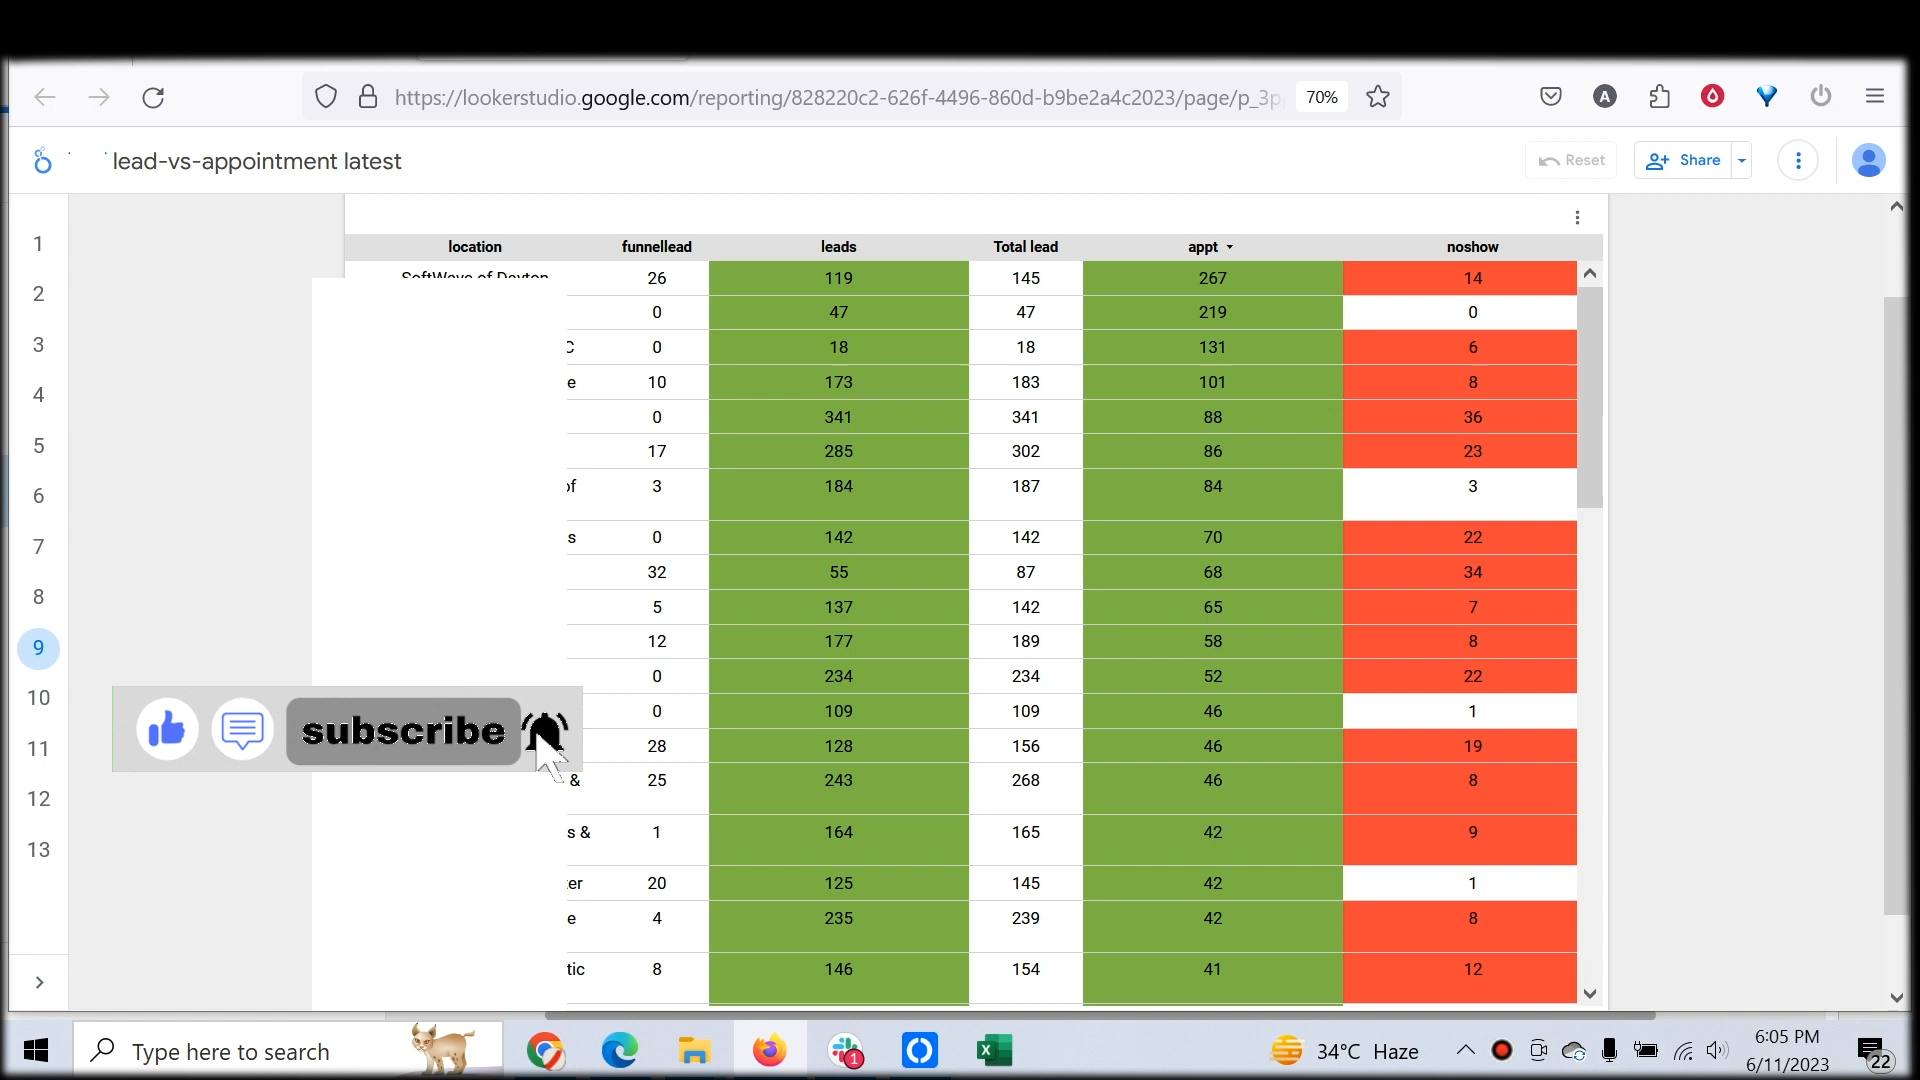 https://lookerstudio.google.com/reporting/828220c2-626f-4496-860d-b9be2a4c2023/page/p_3p
70%
A
lead-vs-appointment latest
Reset
Share
location funnellead leads Total lead appt noshow
SoftWave of Dayton 26 119 145 267 14
0 47 47 219 0
C 0 18 18 131 6
e 10 173 183 101 8
0 341 341 88 36
17 285 302 86 23
of 3 184 187 84 3
s 0 142 142 70 22
32 55 87 68 34
5 137 142 65 7
12 177 189 58 8
0 234 234 52 22
0 109 109 46 1
28 128 156 46 19
& 25 243 268 46 8
s & 1 164 165 42 9
ter 20 125 145 42 1
e 4 235 239 42 8
tic 8 146 154 41 12
1
2
3
4
5
6
7
8
9
10
11
12
13
subscribe
Type here to search
1
34°C Haze
6:05 PM
6/11/2023
22